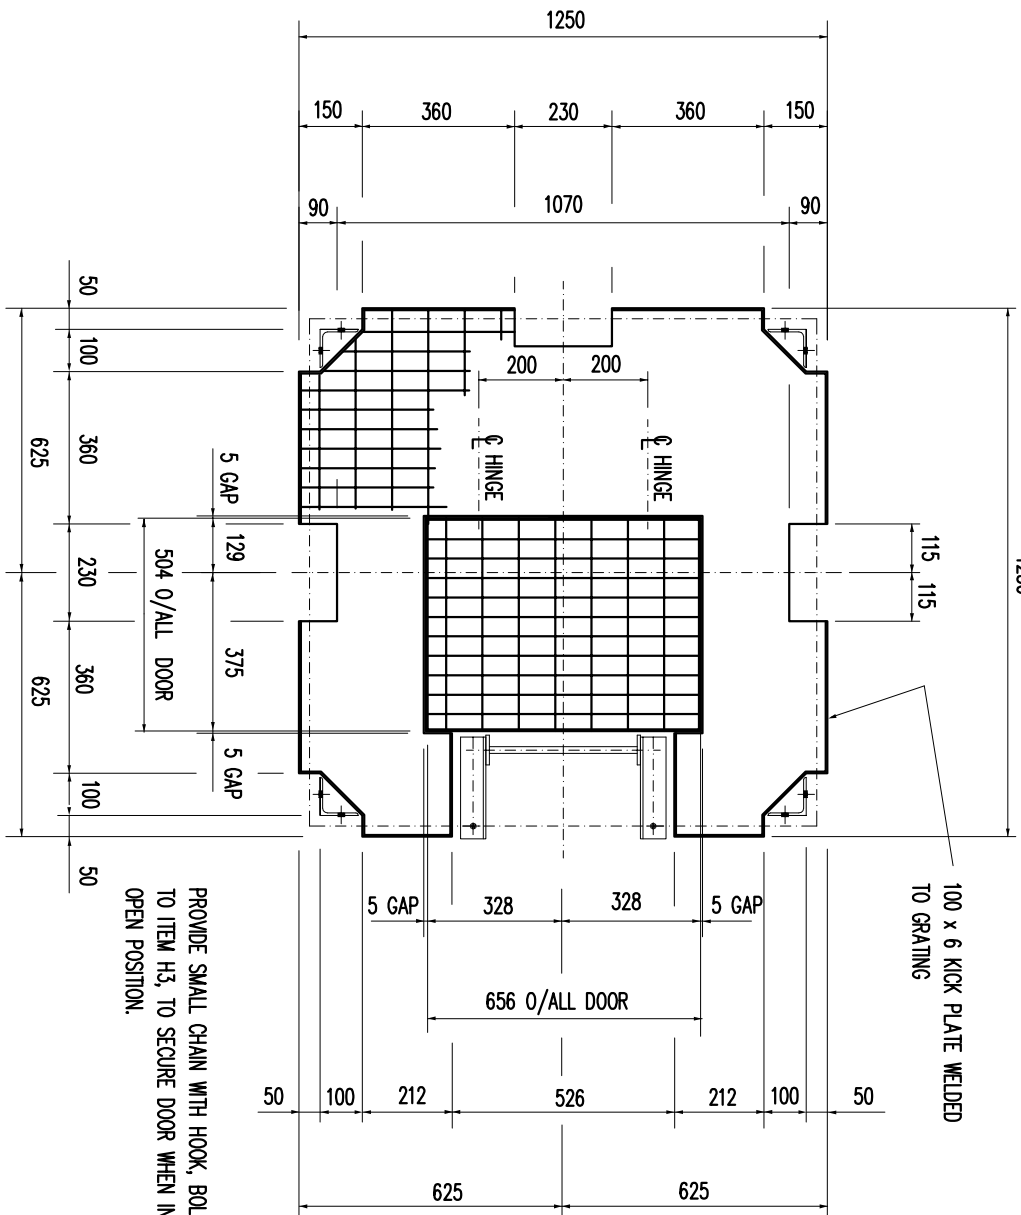 1250
150 360 230 360 150
90 1070 90
50
100
360
625
230
360
625
100
50
5 GAP
129
504 O/ALL DOOR
375
5 GAP
200 200
HINGE
HINGE
115
115
5 GAP 328 328 5 GAP
656 O/ALL DOOR
50 100 212 526 212 100 50
625 625
100 x 6 KICK PLATE WELDED
TO GRATING
PROVIDE SMALL CHAIN WITH HOOK,
TO ITEM H3, TO SECURE DOOR WHEN IN
OPEN POSITION.